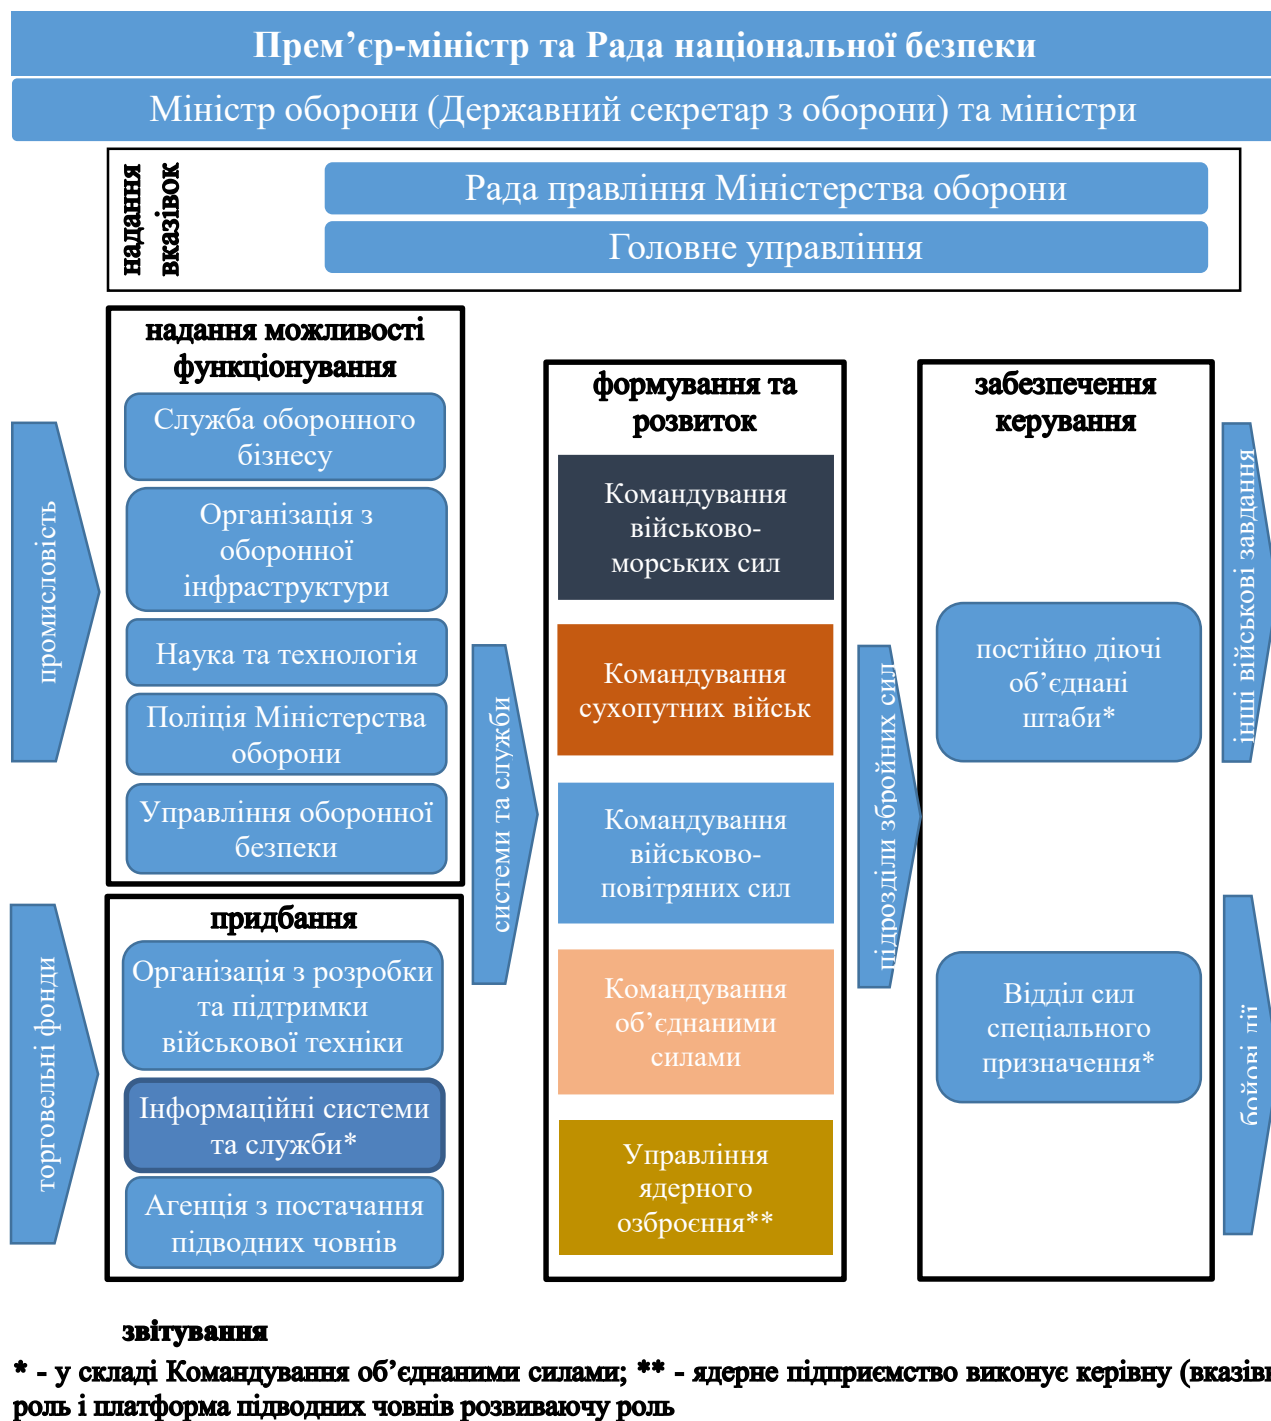 Прем’єр-міністр та Рада національної безпеки
Міністр оборони (Державний секретар з оборони) та міністри
надання
вказівок
Рада правління Міністерства оборони
Головне управління
надання можливості
функціонування
Служба оборонного
бізнесу
Організація з
оборонної
інфраструктури
Наука та технологія
Поліція Міністерства
оборони
Управління оборонної
безпеки
промисловість
торговельні фонди
придбання
Організація з розробки
та підтримки
військової техніки
Інформаційні системи
та служби*
Агенція з постачання
підводних човнів
системи та служби
формування та
розвиток
Командування
військово-
морських сил
Командування
сухопутних військ
Командування
військово-
повітряних сил
Командування
об’єднаними
силами
Управління
ядерного
озброєння**
підрозділи збройних сил
забезпечення
керування
постійно діючі
об’єднані
штаби*
Відділ сил
спеціального
призначення*
інші військові завдання
бойові дії
звітування
* - у складі Командування об’єднаними силами; ** - ядерне підприємство виконує керівну (вказівн
роль і платформа підводних човнів розвиваючу роль